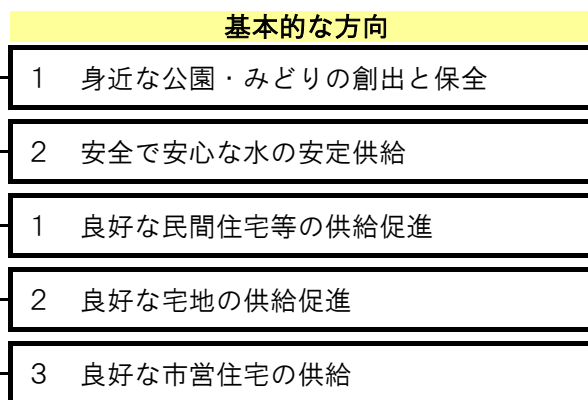 基本的な方向
1 身近な公園・みどりの創出と保全
2 安全で安心な水の安定供給
1 良好な民間住宅等の供給促進
2 良好な宅地の供給促進
3 良好な市営住宅の供給